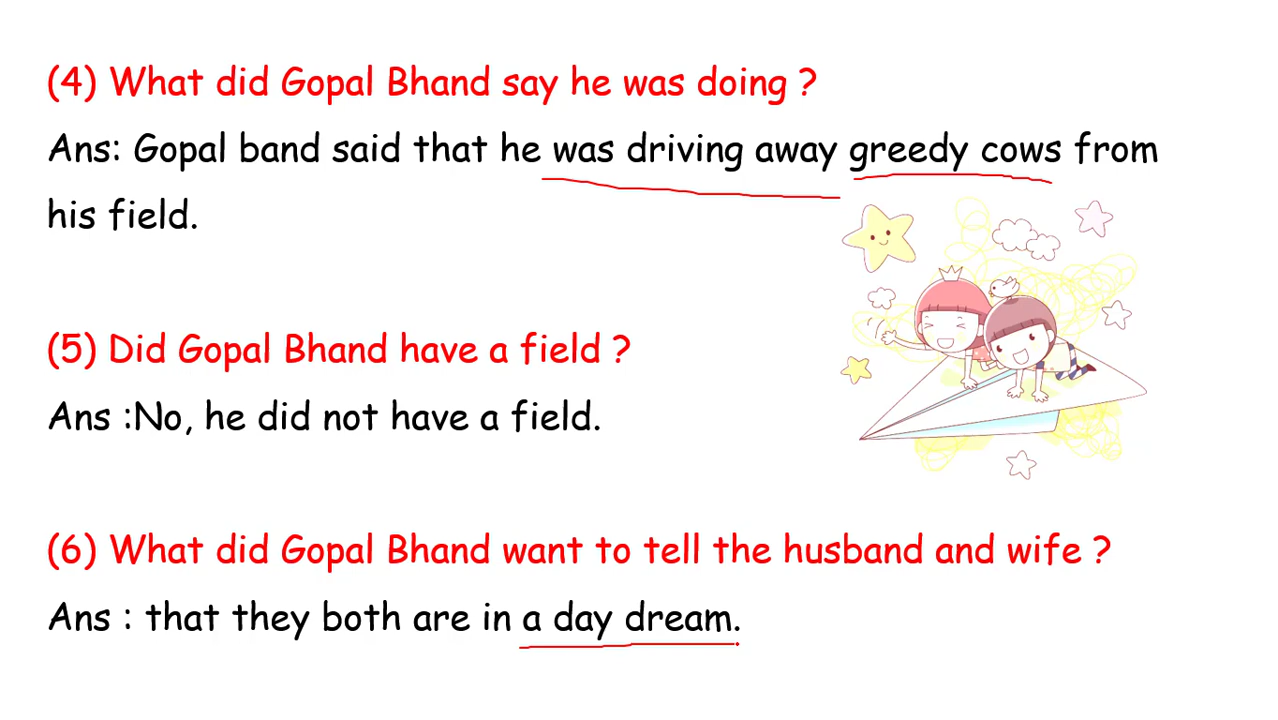 (4) What did Gopal Bhand say he was doing ?
Ans: Gopal band said that he was driving away greedy cows from
his field.
(5) Did Gopal Bhand have a field ?
Ans :No, he did not have a field.
(6) What did Gopal Bhand want to tell the husband and wife ?
Ans : that they both are in a day dream.